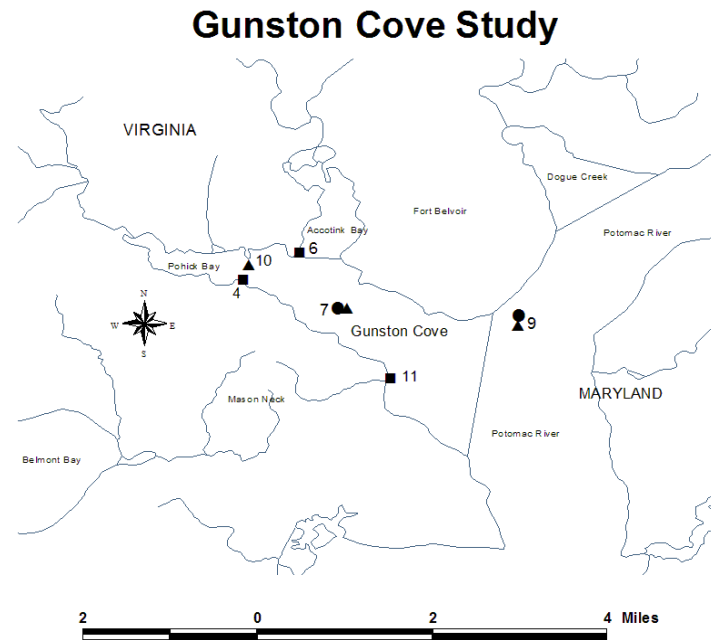 Gunston Cove Study
VIRGINIA
Dogue Creek
Fort Belvoir
Accotink Bay
Potomac River
6
10
Pohick Bay
4
N
W E
S
7
9
Gunston Cove
11
MARYLAND
Mason Neck
Potomac River
Belmont Bay
2 0 2 4 Miles